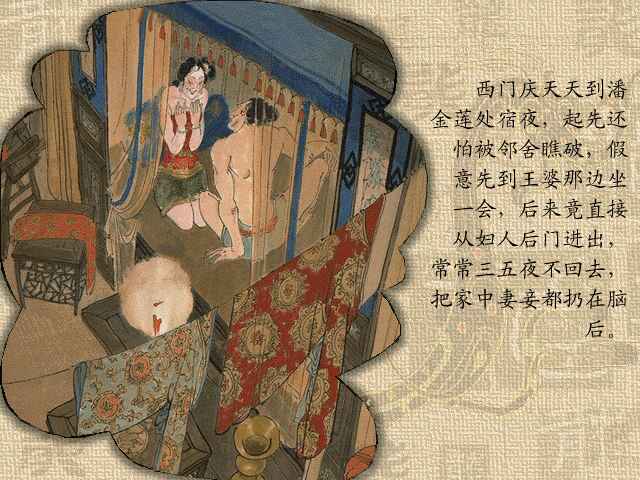 西门庆天天到潘
金莲处宿夜，起先还
怕被邻舍瞧破，假
意先到王婆那边坐
一会，后来竟直接
从妇人后门进出，
常常三五夜不回去，
把家中妻妾都扔在脑
后。